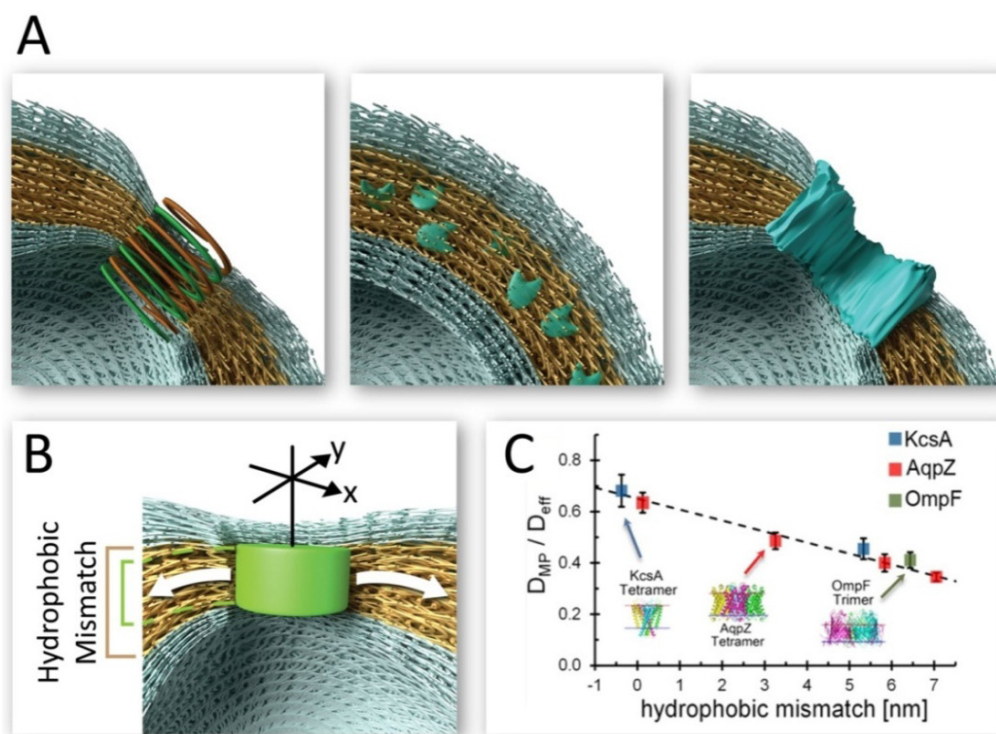 A
B
y
x
Hydrophobic
Mismatch
C
D_MP / D_eff
0.8
0.6
0.4
0.2
0.0
KcsA
AqpZ
OmpF
KcsA
Tetramer
AqpZ
Tetramer
OmpF
Trimer
-1 0 1 2 3 4 5 6 7
hydrophobic mismatch [nm]